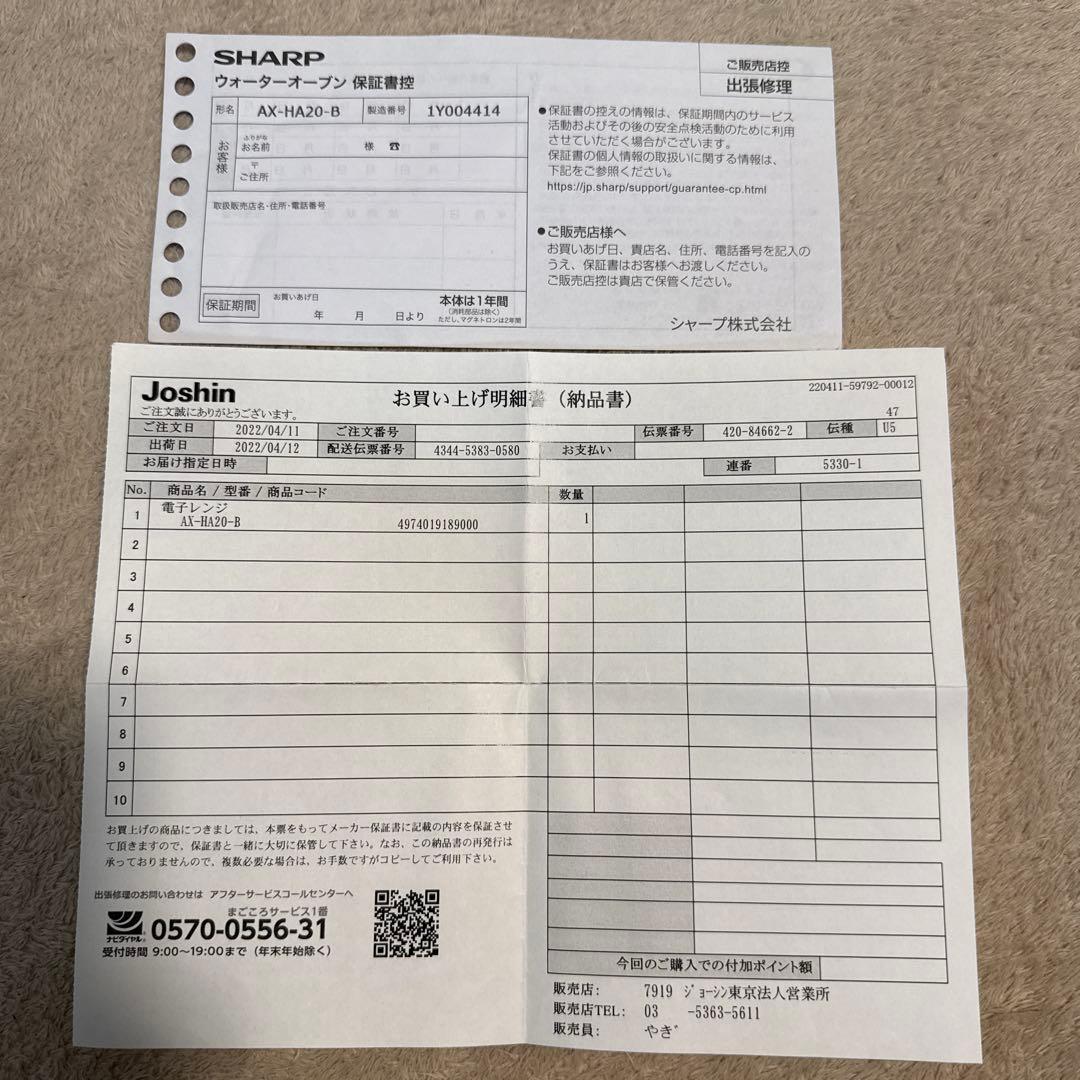 SHARP
ウォーターオーブン 保証書控
ご販売店控
出張修理
形名 AX-HA20-B 製造番号 1Y004414
お客様
ふりがな
お名前 様 ☎
〒
ご住所
取扱販売店名・住所・電話番号
保証期間
お買いあげ日
年 月 日より
本体は1年間
(消耗部品は除く)
ただし、マグネトロンは2年間
●保証書の控えの情報は、保証期間内のサービス
活動およびその後の安全点検活動のために利用
させていただく場合がございます。
保証書の個人情報の取扱いに関する情報は、
下記をご参照ください。
https://jp.sharp/support/guarantee-cp.html
●ご販売店様へ
お買いあげ日、貴店名、住所、電話番号を記入の
うえ、保証書はお客様へお渡しください。
ご販売店控は貴店で保管ください。
シャープ株式会社
Joshin
お買い上げ明細書（納品書）
220411-59792-00012
ご注文誠にありがとうございます。
47
ご注文日 2022/04/11 ご注文番号 伝票番号 420-84662-2 伝種 U5
出荷日 2022/04/12 配送伝票番号 4344-5383-0580 お支払い
お届け指定日時 連番 5330-1
No. 商品名 / 型番 / 商品コード 数量
1 電子レンジ
AX-HA20-B 4974019189000 1
2
3
4
5
6
7
8
9
10
お買上げの商品につきましては、本票をもってメーカー保証書に記載の内容を保証させ
て頂きますので、保証書と一緒に大切に保管して下さい。なお、この納品書の再発行は
承っておりませんので、複数必要な場合は、お手数ですがコピーしてご利用下さい。
出張修理のお問い合わせは アフターサービスコールセンターへ
まごころサービス1番
ナビダイヤル 0570-0556-31
受付時間 9:00～19:00まで（年末年始除く）
今回のご購入での付加ポイント額
販売店： 7919 ｼﾞｮｰｼﾝ東京法人営業所
販売店TEL： 03 -5363-5611
販売員： やぎ